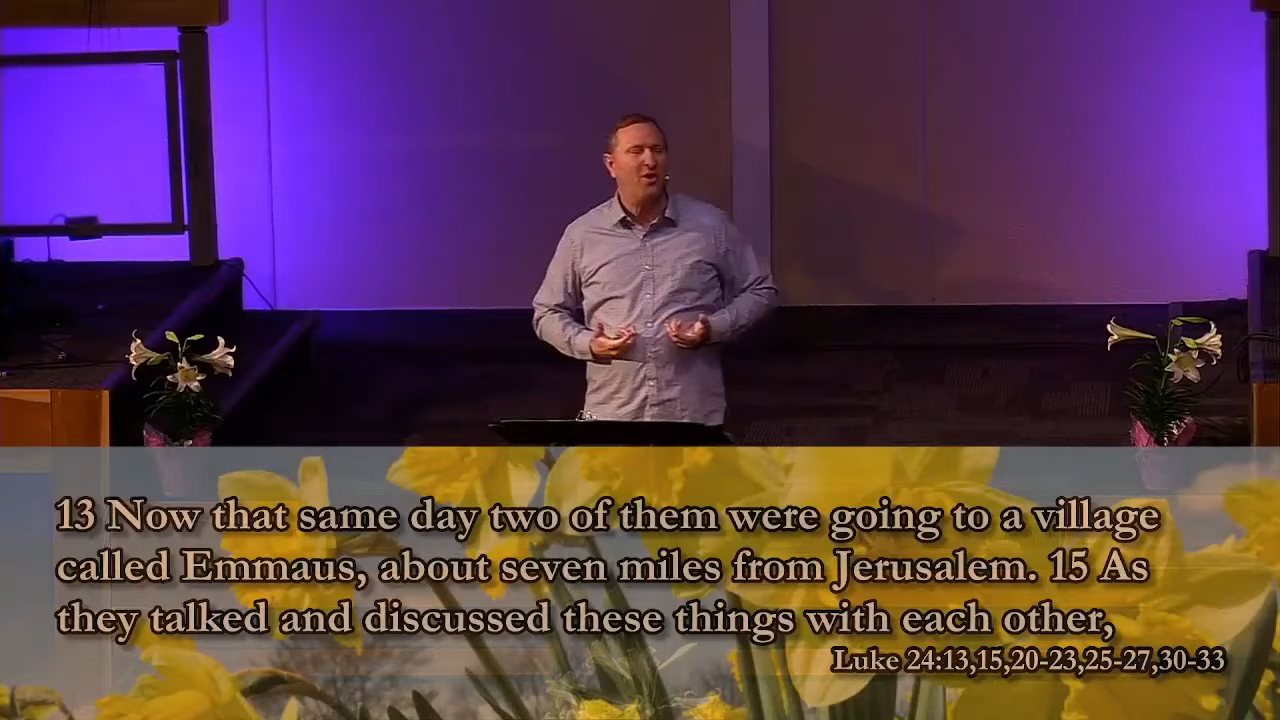 13 Now that same day two of them were going to a village
called Emmaus, about seven miles from Jerusalem. 15 As
they talked and discussed these things with each other,
Luke 24:13,15,20-23,25-27,30-33